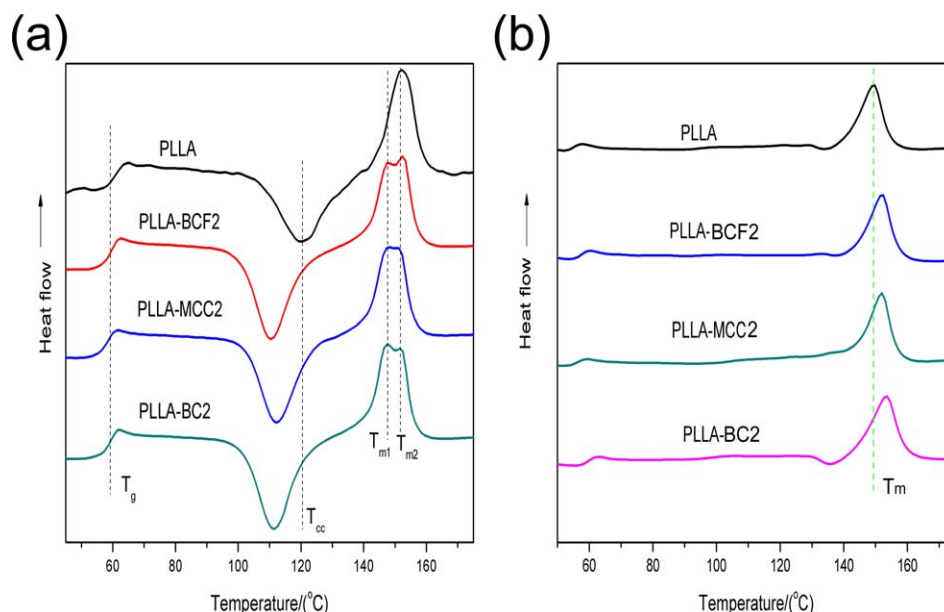 (a)
Heat flow
PLLA
PLLA-BCF2
PLLA-MCC2
PLLA-BC2
Tg
Tcc
Tm1
Tm2
60
80
100
120
140
160
Temperature/(°C)
(b)
Heat flow
PLLA
PLLA-BCF2
PLLA-MCC2
PLLA-BC2
Tm
60
80
100
120
140
160
Temperature/(°C)